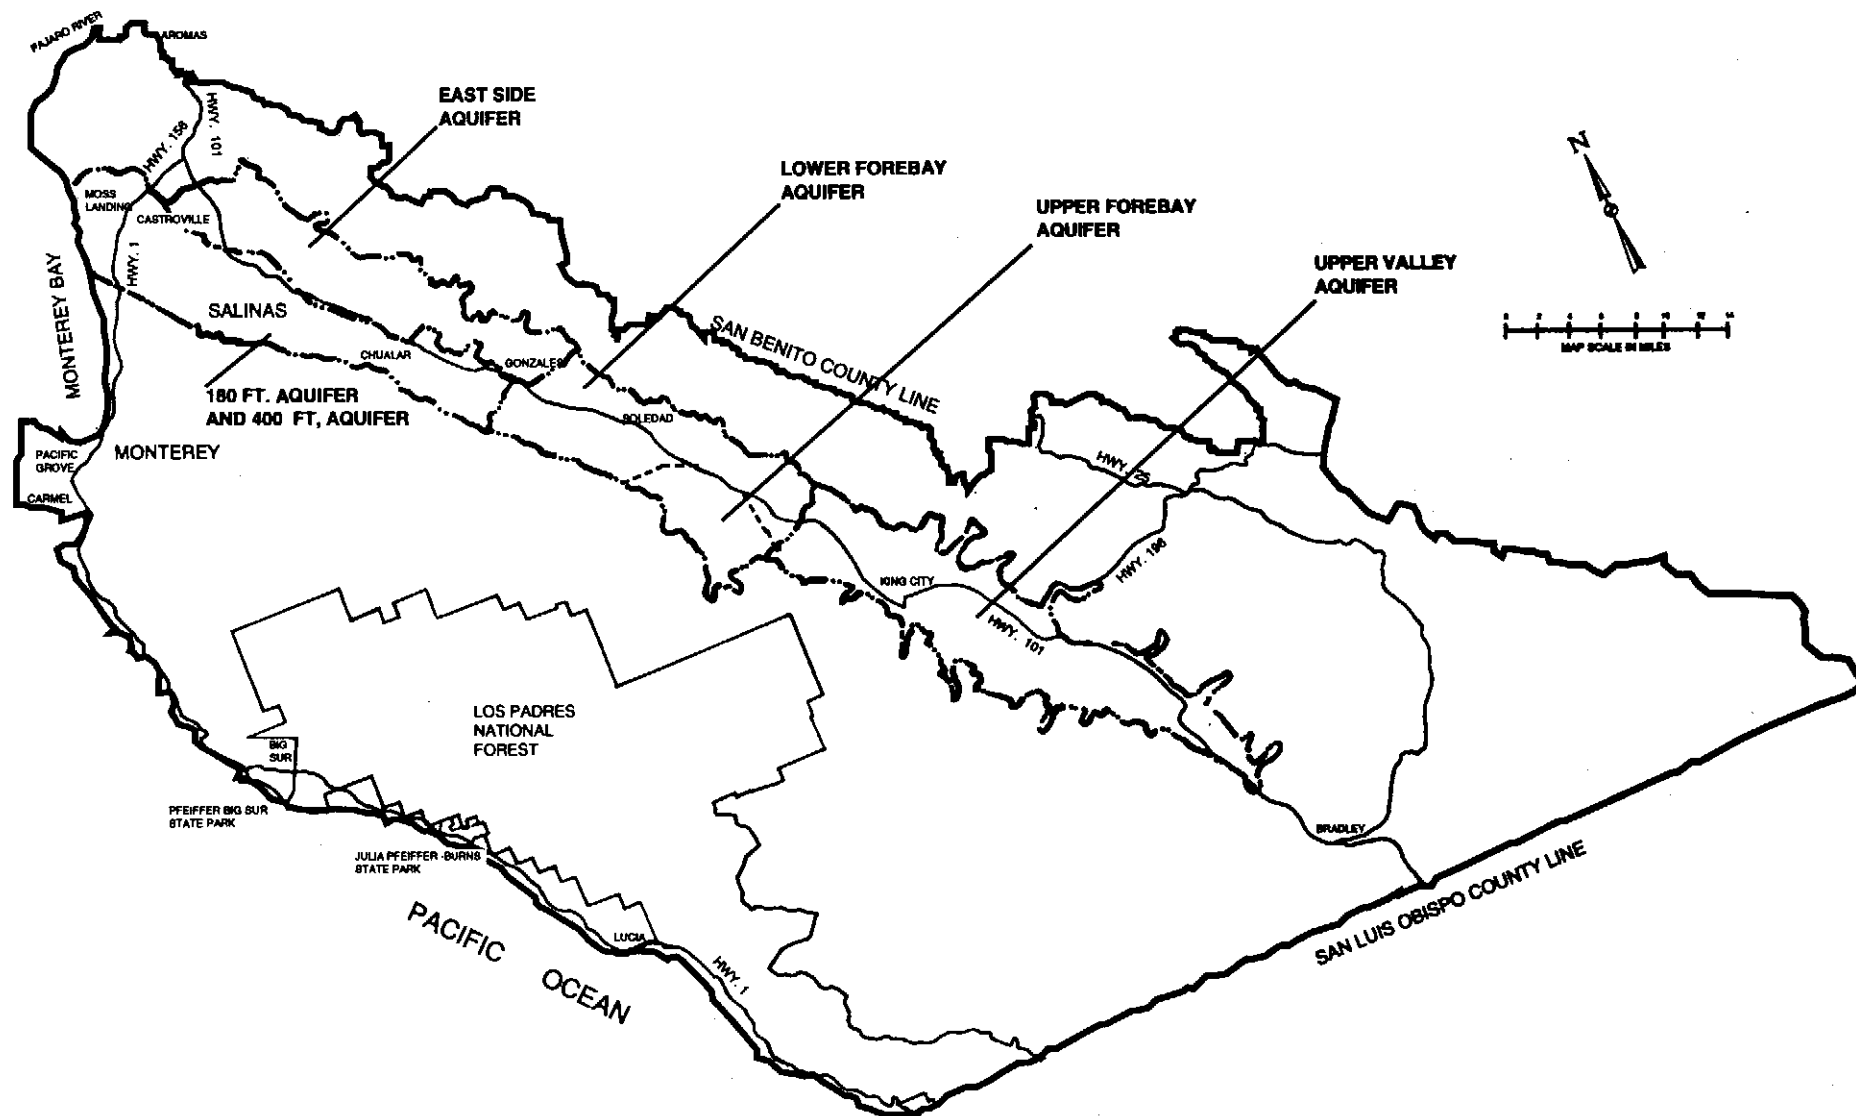 PAJARO RIVER
AROMAS
HWY. 156
HWY. 101
EAST SIDE
AQUIFER
LOWER FOREBAY
AQUIFER
UPPER FOREBAY
AQUIFER
UPPER VALLEY
AQUIFER
N
MAP SCALE IN MILES
MOSS
LANDING
CASTROVILLE
MONTEREY BAY
HWY. 1
SALINAS
CHUALAR
GONZALES
SOLEDAD
SAN BENITO COUNTY LINE
180 FT. AQUIFER
AND 400 FT, AQUIFER
PACIFIC
GROVE
MONTEREY
CARMEL
HWY. 25
HWY. 198
KING CITY
HWY. 101
LOS PADRES
NATIONAL
FOREST
BIG
SUR
PFEIFFER BIG SUR
STATE PARK
JULIA PFEIFFER -BURNS
STATE PARK
BRADLEY
SAN LUIS OBISPO COUNTY LINE
LUCIA
HWY. 1
PACIFIC OCEAN